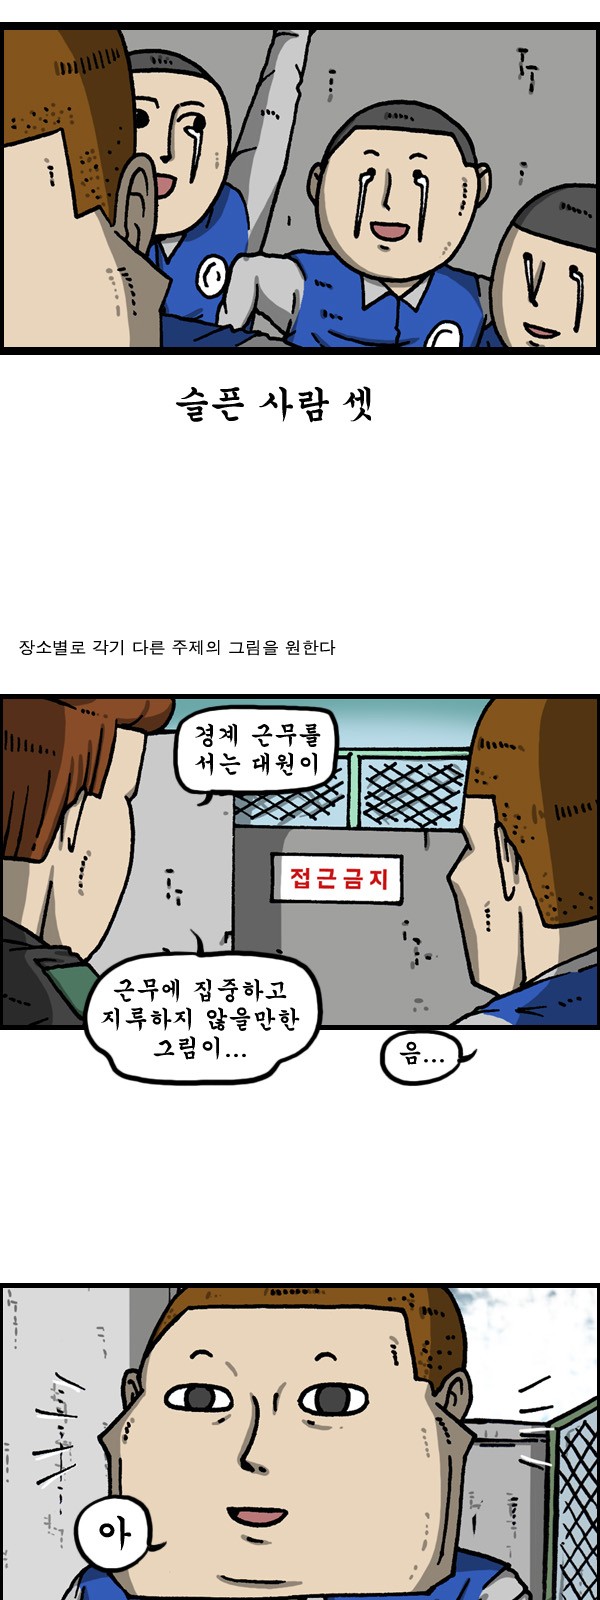 슬픈 사람 셋
장소별로 각기 다른 주제의 그림을 원한다
경계 근무를
서는 대원이
접근금지
근무에 집중하고
지루하지 않을만한
그림이...
음...
아